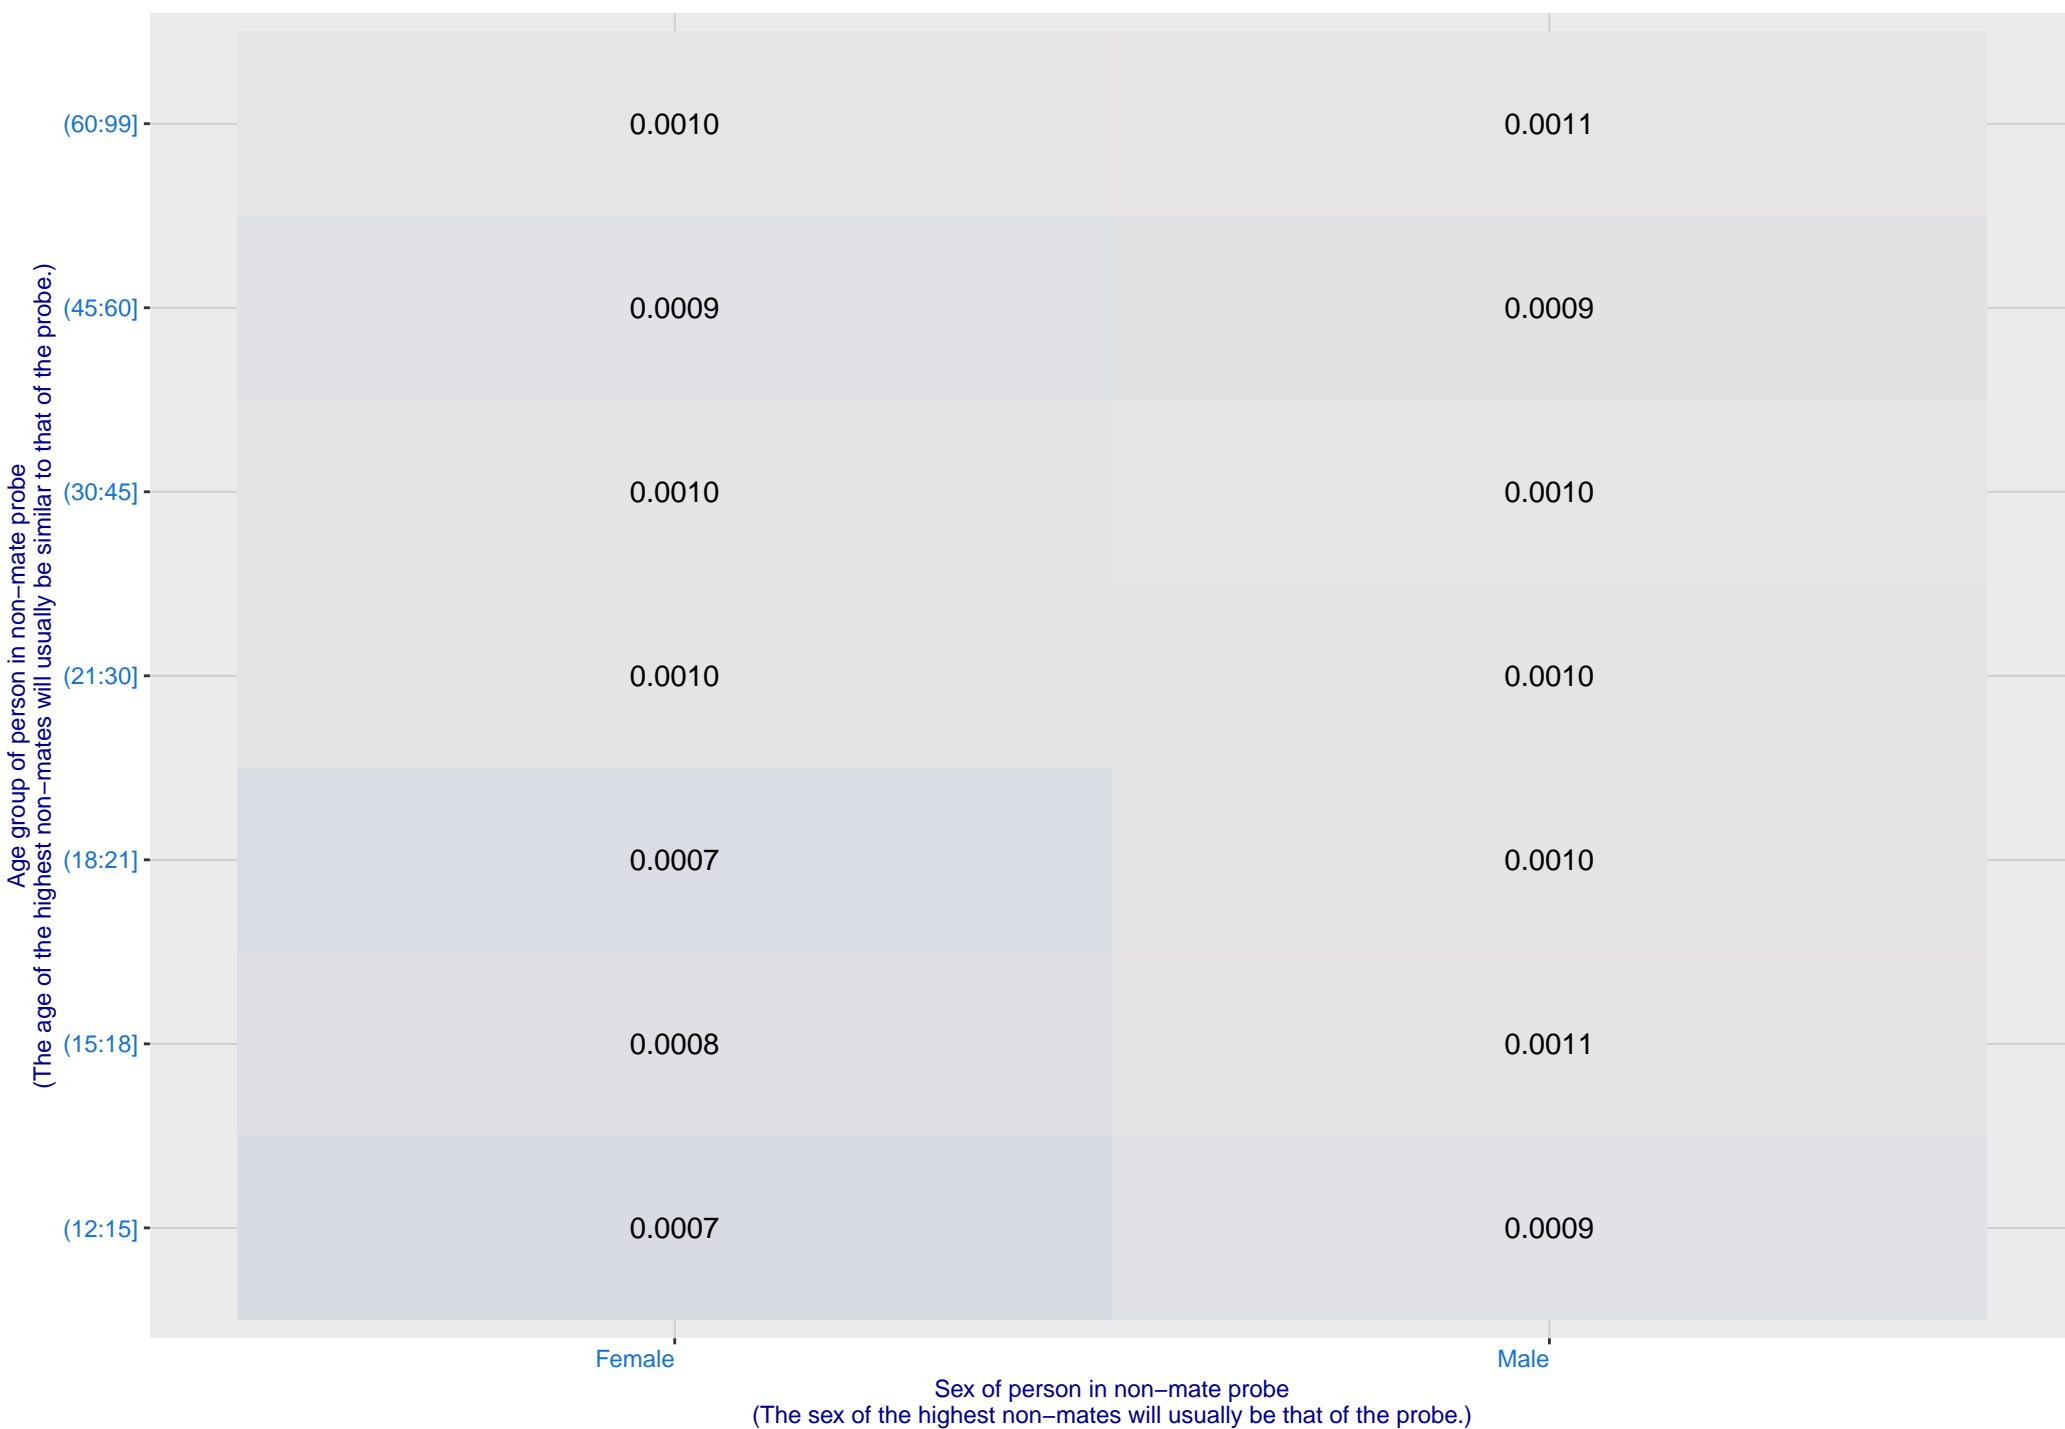 Age group of person in non−mate probe
(The age of the highest non−mates will usually be similar to that of the probe.)
(60:99] 0.0010 0.0011
(45:60] 0.0009 0.0009
(30:45] 0.0010 0.0010
(21:30] 0.0010 0.0010
(18:21] 0.0007 0.0010
(15:18] 0.0008 0.0011
(12:15] 0.0007 0.0009
Female Male
Sex of person in non−mate probe
(The sex of the highest non−mates will usually be that of the probe.)